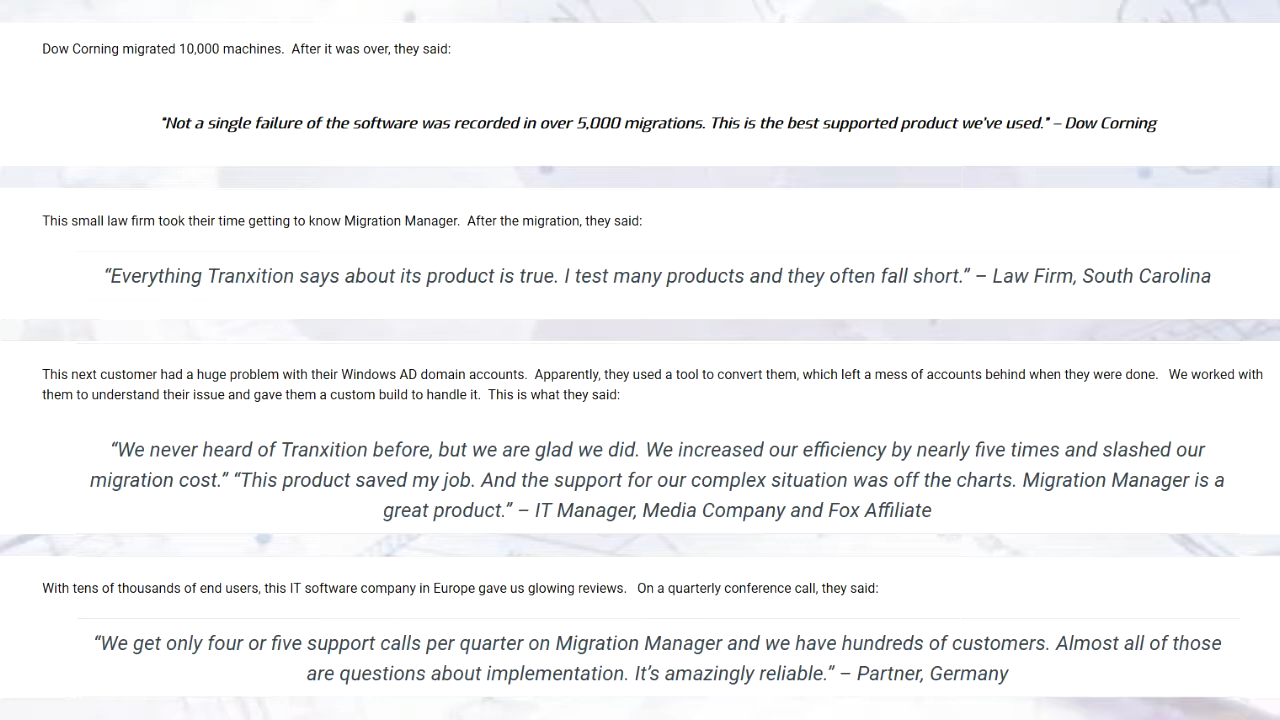 Dow Corning migrated 10,000 machines.  After it was over, they said:
"Not a single failure of the software was recorded in over 5,000 migrations. This is the best supported product we've used." – Dow Corning
This small law firm took their time getting to know Migration Manager.  After the migration, they said:
“Everything Tranxition says about its product is true. I test many products and they often fall short.” – Law Firm, South Carolina
This next customer had a huge problem with their Windows AD domain accounts.  Apparently, they used a tool to convert them, which left a mess of accounts behind when they were done.   We worked with
them to understand their issue and gave them a custom build to handle it.  This is what they said:
“We never heard of Tranxition before, but we are glad we did. We increased our efficiency by nearly five times and slashed our
migration cost.” “This product saved my job. And the support for our complex situation was off the charts. Migration Manager is a
great product.” – IT Manager, Media Company and Fox Affiliate
With tens of thousands of end users, this IT software company in Europe gave us glowing reviews.   On a quarterly conference call, they said:
“We get only four or five support calls per quarter on Migration Manager and we have hundreds of customers. Almost all of those
are questions about implementation. It’s amazingly reliable.” – Partner, Germany